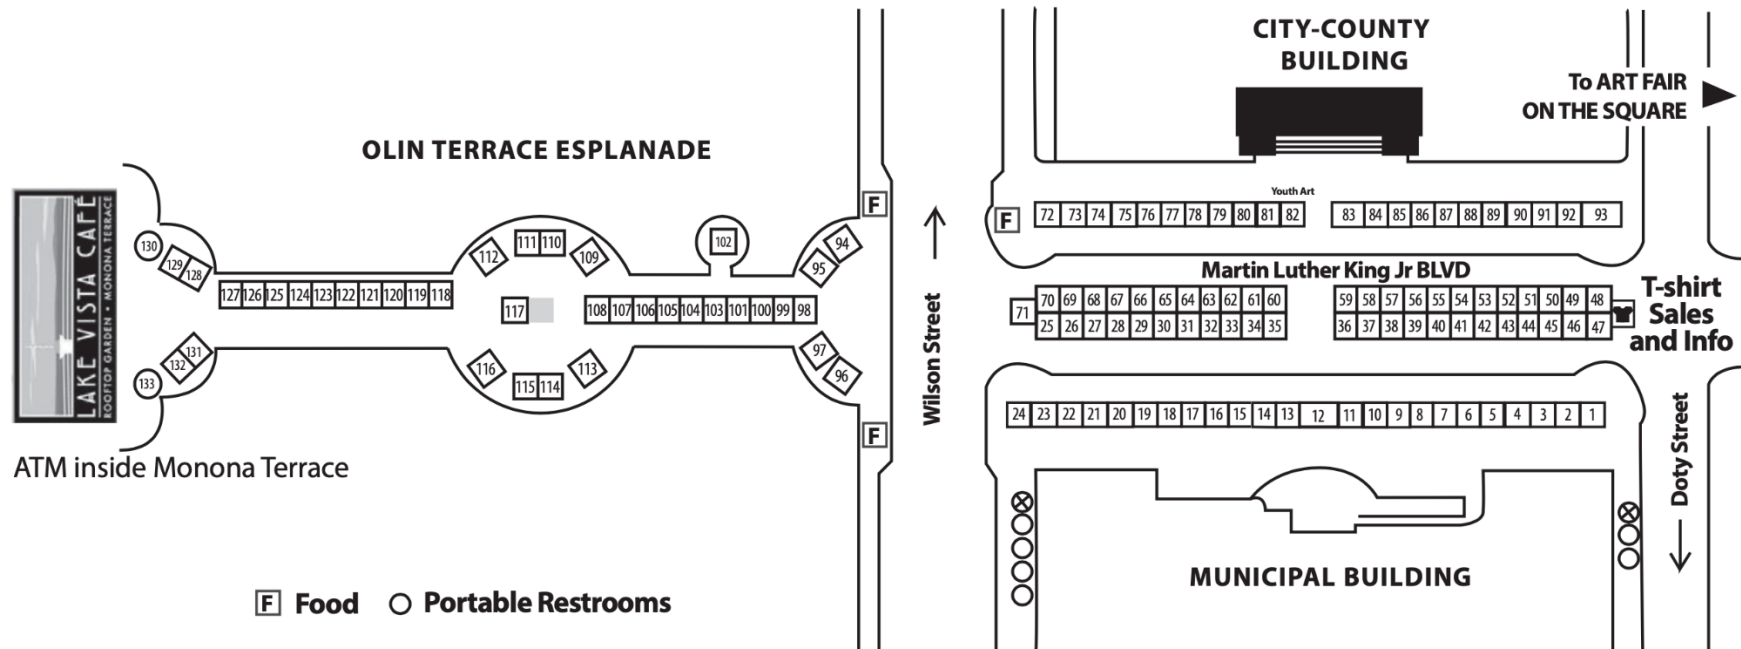 CITY-COUNTY
BUILDING
To ART FAIR
ON THE SQUARE
OLIN TERRACE ESPLANADE
LAKE VISTA CAFÉ
ROOFTOP GARDEN • MONONA TERRACE
F
F
Youth Art
72 73 74 75 76 77 78 79 80 81 82 83 84 85 86 87 88 89 90 91 92 93
130
129 128
112
111 110
109
102
94
95
Martin Luther King Jr BLVD
127 126 125 124 123 122 121 120 119 118
117
108 107 106 105 104 103 101 100 99 98
71
70 69 68 67 66 65 64 63 62 61 60 59 58 57 56 55 54 53 52 51 50 49 48
25 26 27 28 29 30 31 32 33 34 35 36 37 38 39 40 41 42 43 44 45 46 47
T-shirt
Sales
and Info
Wilson Street
131
132
133
116
115 114
113
97
96
F
24 23 22 21 20 19 18 17 16 15 14 13 12 11 10 9 8 7 6 5 4 3 2 1
ATM inside Monona Terrace
Doty Street
MUNICIPAL BUILDING
F Food
Portable Restrooms